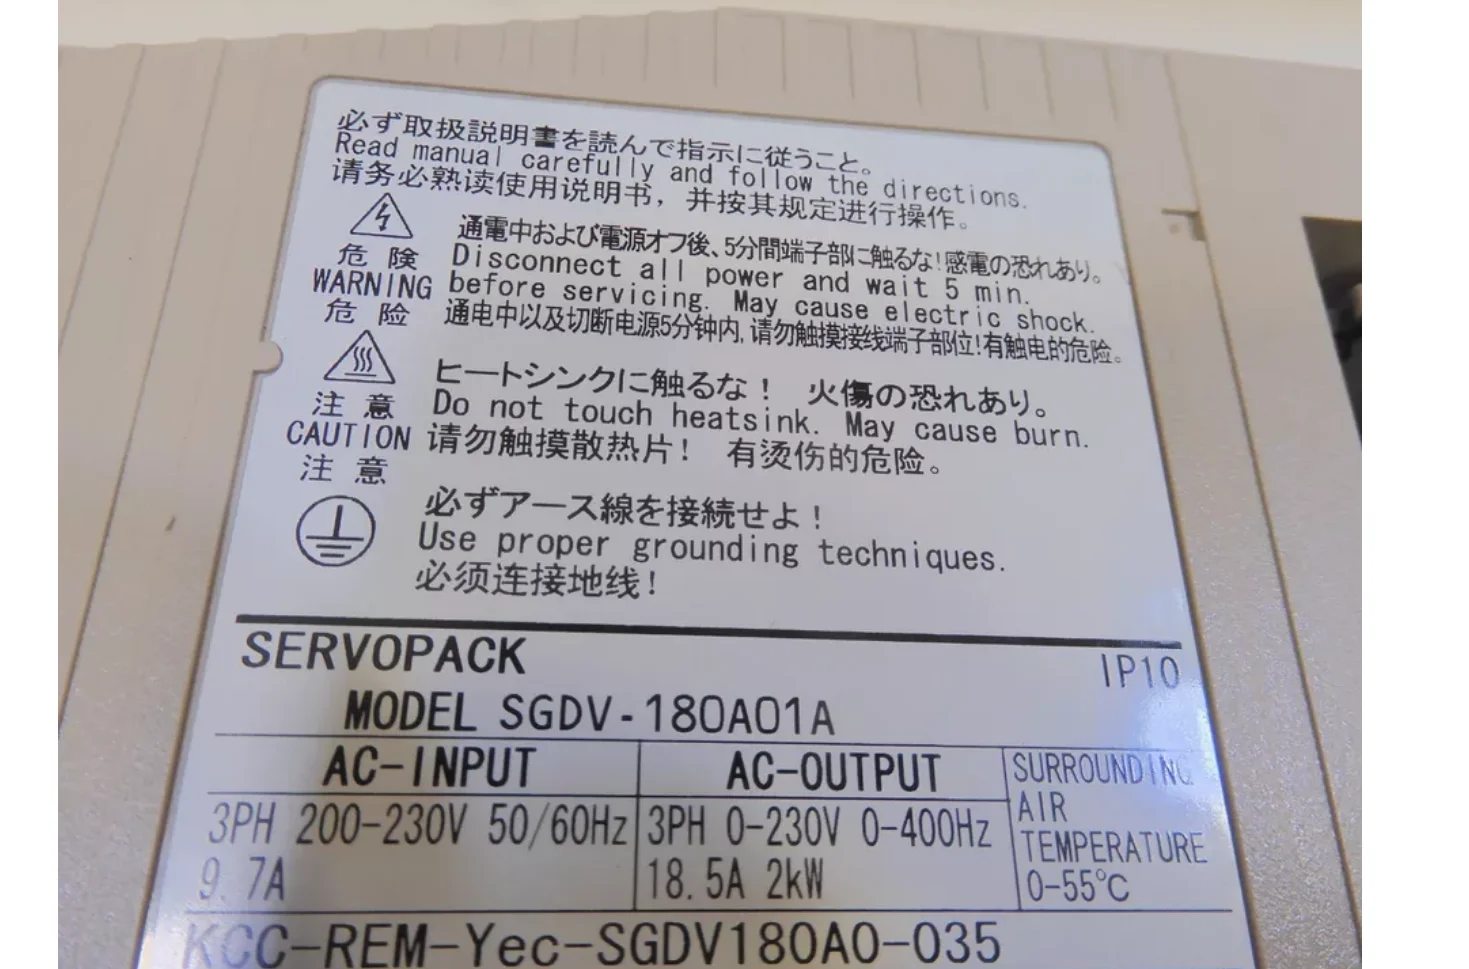 必ず取扱説明書を読んで指示に従うこと。
Read manual carefully and follow the directions.
请务必熟读使用说明书，并按其规定进行操作。
危 険
WARNING
危 险
通電中および電源オフ後、5分間端子部に触るな!感電の恐れあり。
Disconnect all power and wait 5 min.
before servicing. May cause electric shock.
通电中以及切断电源5分钟内,请勿触摸接线端子部位!有触电的危险。
注 意
CAUTION
注 意
ヒートシンクに触るな! 火傷の恐れあり。
Do not touch heatsink. May cause burn.
请勿触摸散热片! 有烫伤的危险。
必ずアース線を接続せよ!
Use proper grounding techniques.
必须连接地线!
SERVOPACK
IP10
MODEL SGDV-180A01A
AC-INPUT
3PH 200-230V 50/60Hz
9.7A
AC-OUTPUT
3PH 0-230V 0-400Hz
18.5A 2kW
SURROUNDING
AIR
TEMPERATURE
0-55℃
KCC-REM-Yec-SGDV180A0-035